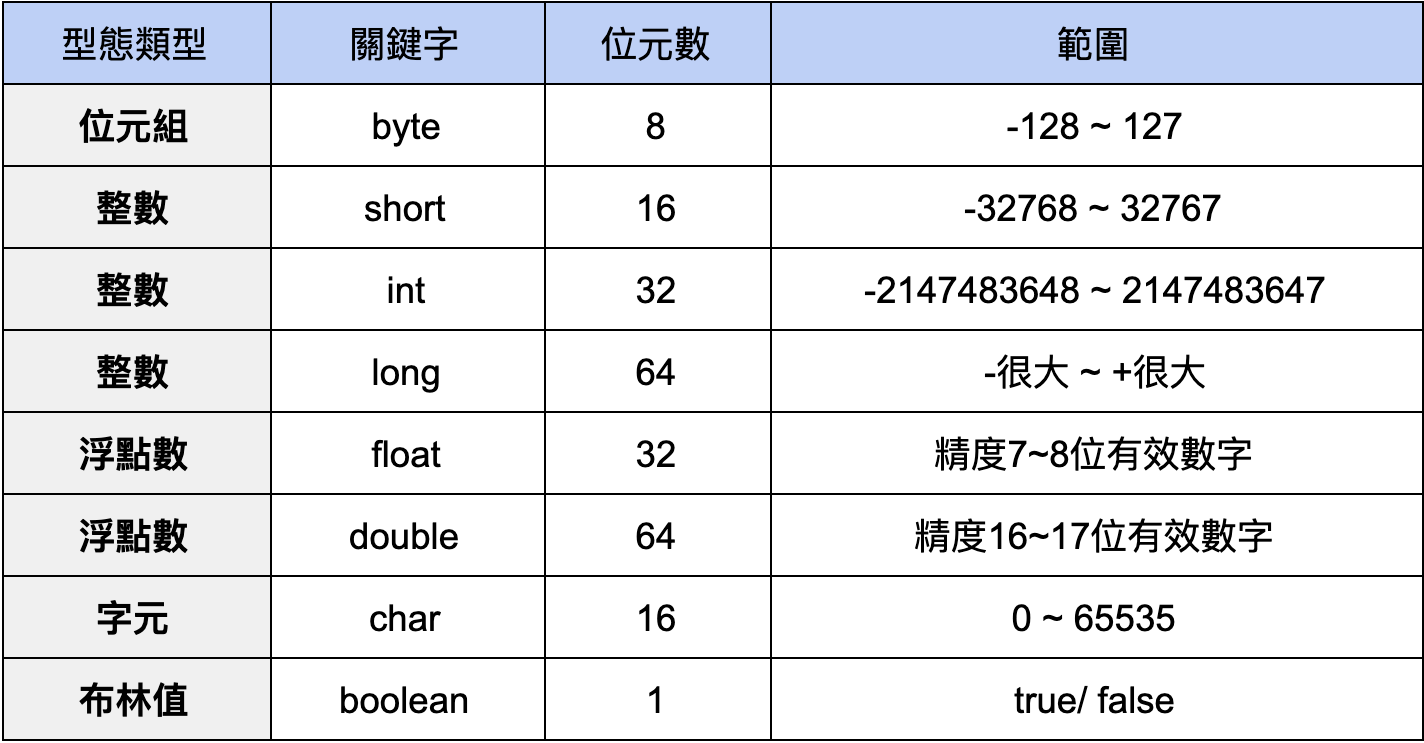 型態類型 關鍵字 位元數 範圍
位元組 byte 8 -128 ~ 127
整數 short 16 -32768 ~ 32767
整數 int 32 -2147483648 ~ 2147483647
整數 long 64 -很大 ~ +很大
浮點數 float 32 精度7~8位有效數字
浮點數 double 64 精度16~17位有效數字
字元 char 16 0 ~ 65535
布林值 boolean 1 true/ false